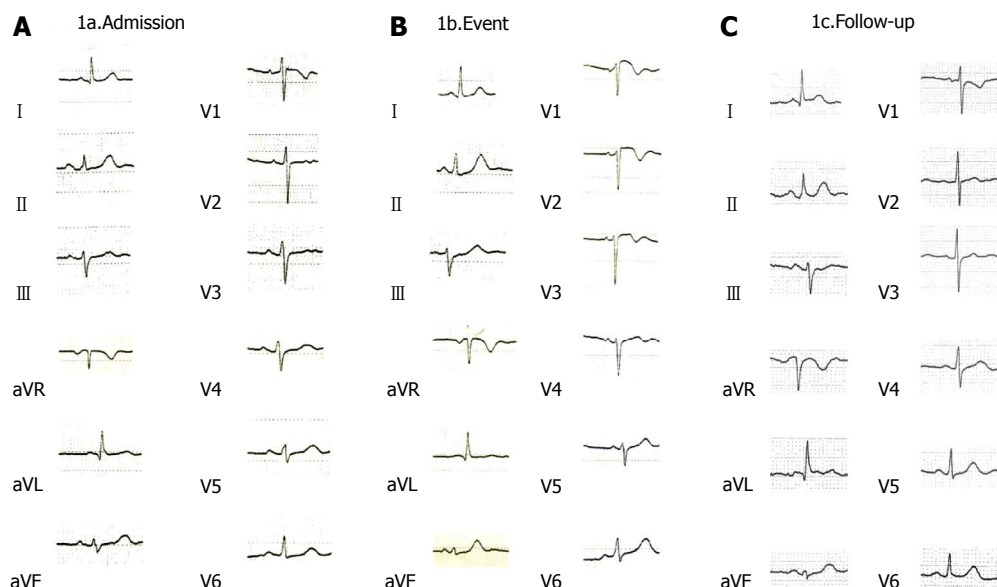 A 1a.Admission
I
V1
II
V2
III
V3
aVR
V4
aVL
V5
aVF
V6
B 1b.Event
I
V1
II
V2
III
V3
aVR
V4
aVL
V5
aVF
V6
C 1c.Follow-up
I
V1
II
V2
III
V3
aVR
V4
aVL
V5
aVF
V6